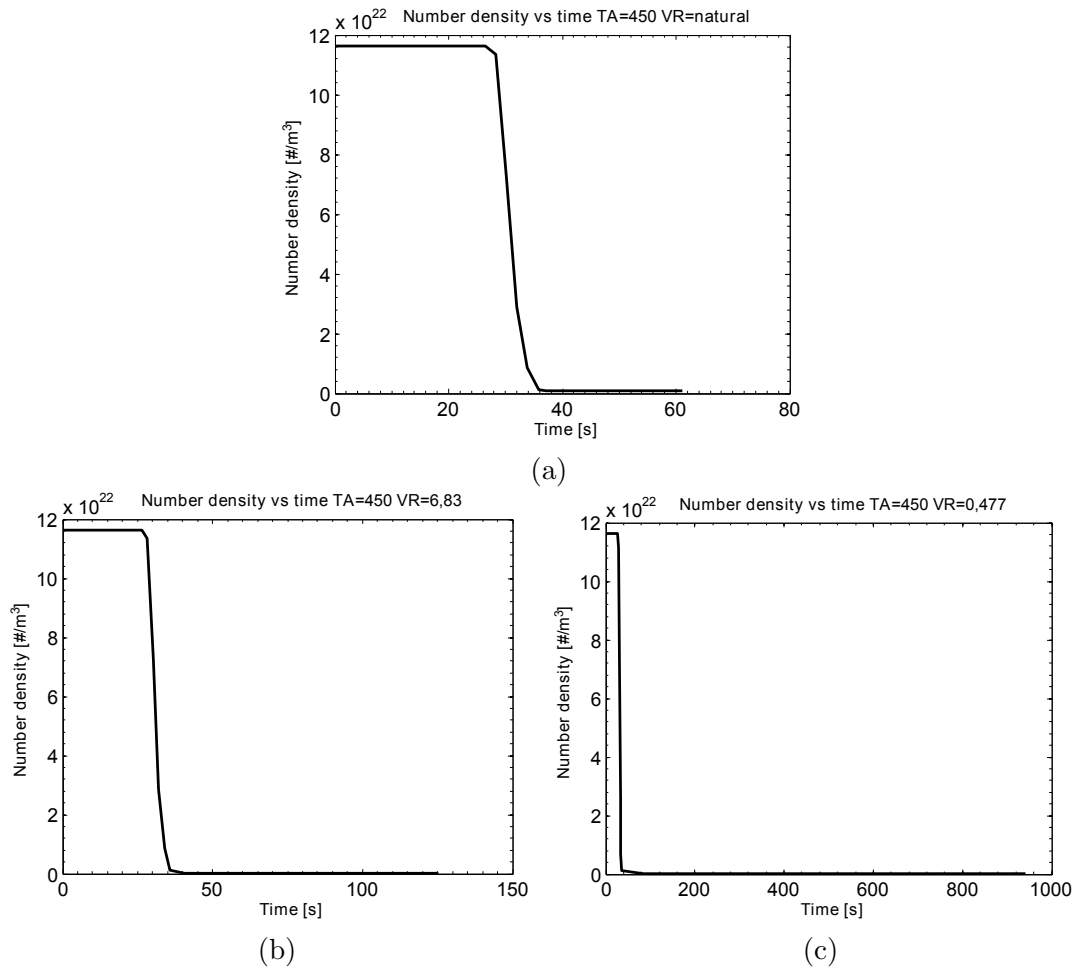 x 10^22 Number density vs time TA=450 VR=natural
12
10
8
6
4
2
0
Number density [#/m^3]
0 20 40 60 80
Time [s]
(a)
x 10^22 Number density vs time TA=450 VR=6,83
12
10
8
6
4
2
0
Number density [#/m^3]
0 50 100 150
Time [s]
(b)
x 10^22 Number density vs time TA=450 VR=0,477
12
10
8
6
4
2
0
Number density [#/m^3]
0 200 400 600 800 1000
Time [s]
(c)